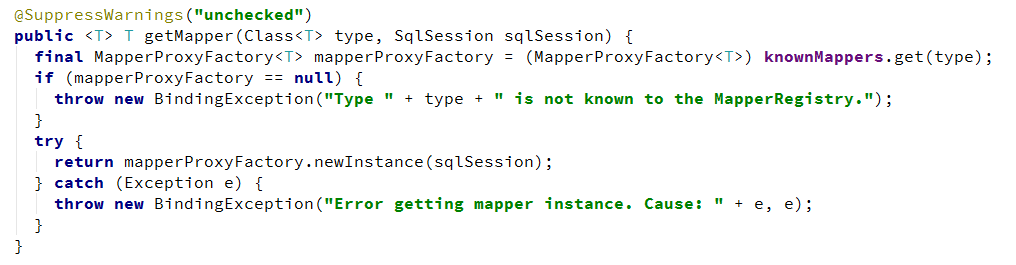 @SuppressWarnings("unchecked")
public <T> T getMapper(Class<T> type, SqlSession sqlSession) {
  final MapperProxyFactory<T> mapperProxyFactory = (MapperProxyFactory<T>) knownMappers.get(type);
  if (mapperProxyFactory == null) {
    throw new BindingException("Type " + type + " is not known to the MapperRegistry.");
  }
  try {
    return mapperProxyFactory.newInstance(sqlSession);
  } catch (Exception e) {
    throw new BindingException("Error getting mapper instance. Cause: " + e, e);
  }
}